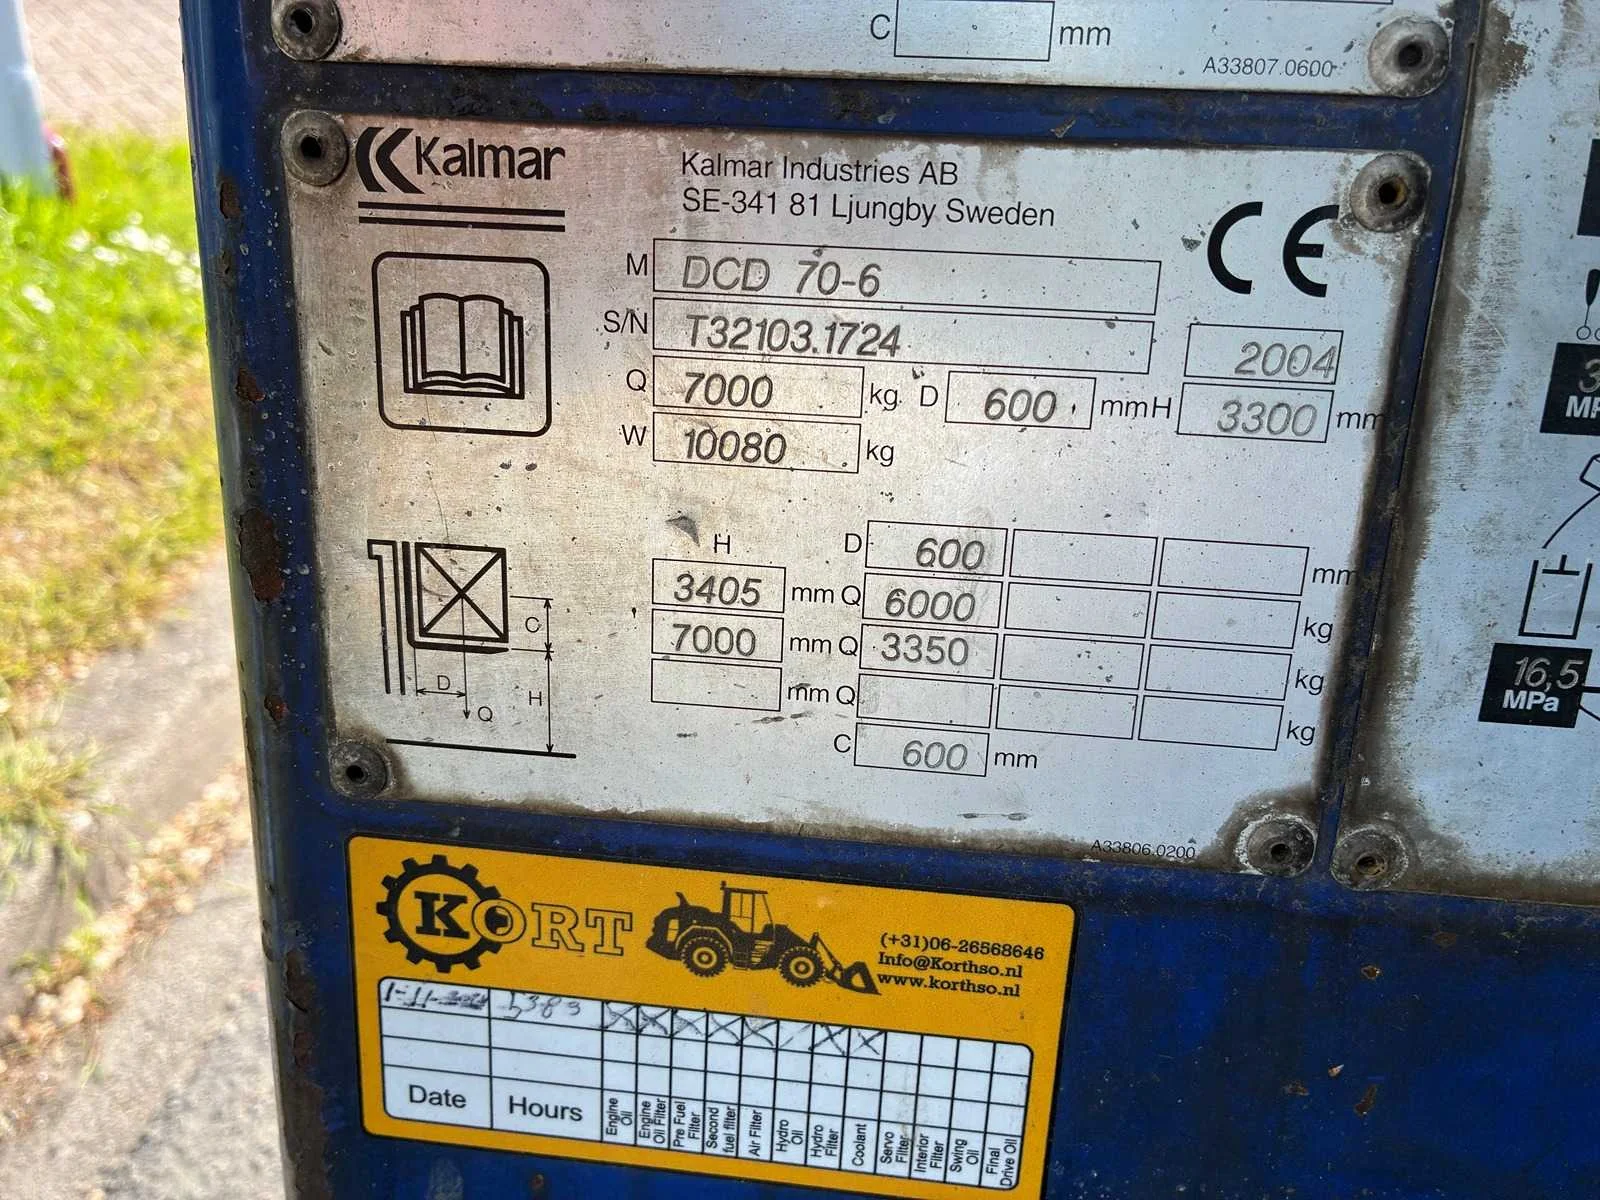 C mm
A33807.0600
Kalmar
Kalmar Industries AB
SE-341 81 Ljungby Sweden
CE
M DCD 70-6
S/N T32103.1724 2004
Q 7000 kg D 600 mm H 3300 mm
W 10080 kg
H D 600 mm
3405 mm Q 6000 kg
7000 mm Q 3350 kg
mm Q kg
C 600 mm
C
D
H
Q
A33806.0200
16,5
MPa
KORT
(+31)06-26568646
Info@Korthso.nl
www.korthso.nl
5383
Date Hours Engine Oil Engine Oil Filter Pre Fuel Filter Second fuel filter Air Filter Hydro Oil Hydro Filter Coolant Servo Filter Interior Filter Swing Oil Final Drive Oil